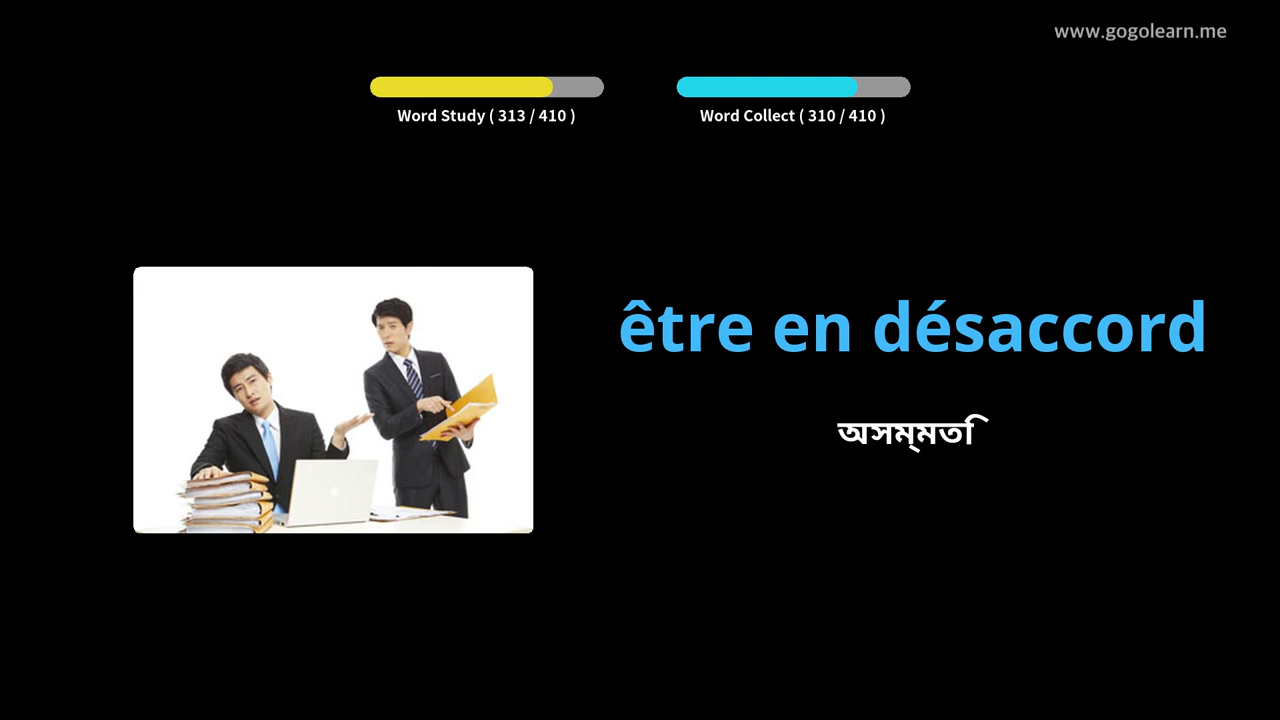 www.gogolearn.me
Word Study ( 313 / 410 )
Word Collect ( 310 / 410 )
être en désaccord
অসম্মতি